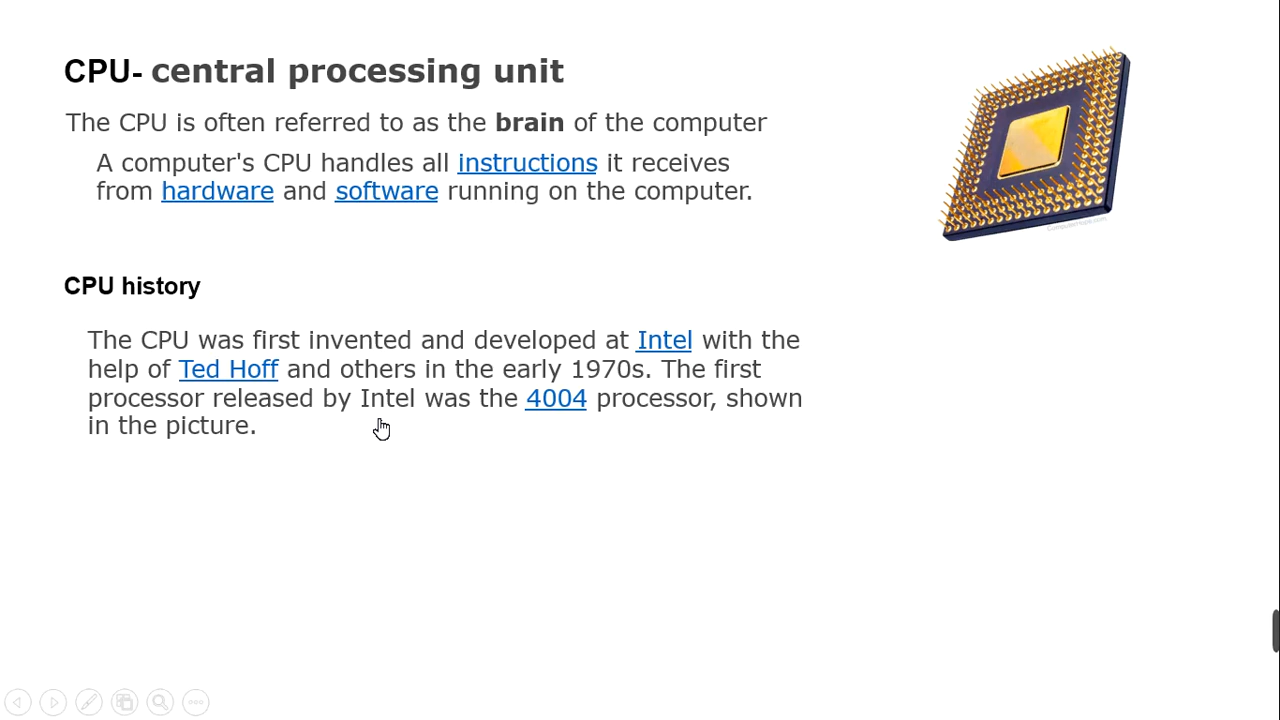 CPU- central processing unit
The CPU is often referred to as the brain of the computer
A computer's CPU handles all instructions it receives
from hardware and software running on the computer.
CPU history
The CPU was first invented and developed at Intel with the
help of Ted Hoff and others in the early 1970s. The first
processor released by Intel was the 4004 processor, shown
in the picture.